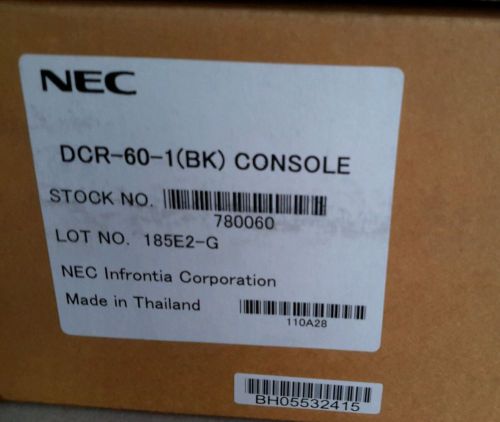 NEC
DCR-60-1(BK) CONSOLE
STOCK NO.
780060
LOT NO. 185E2-G
NEC Infrontia Corporation
Made in Thailand
110A28
BH05532415